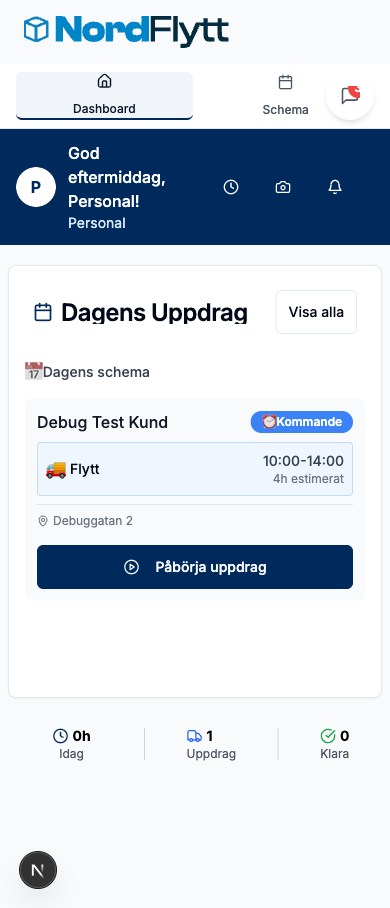 NordFlytt
Dashboard
Schema
P
God
eftermiddag,
Personal!
Personal
Dagens Uppdrag
Visa alla
17
Dagens schema
Debug Test Kund
Kommande
Flytt
10:00-14:00
4h estimerat
Debuggatan 2
Påbörja uppdrag
0h
Idag
1
Uppdrag
0
Klara
N